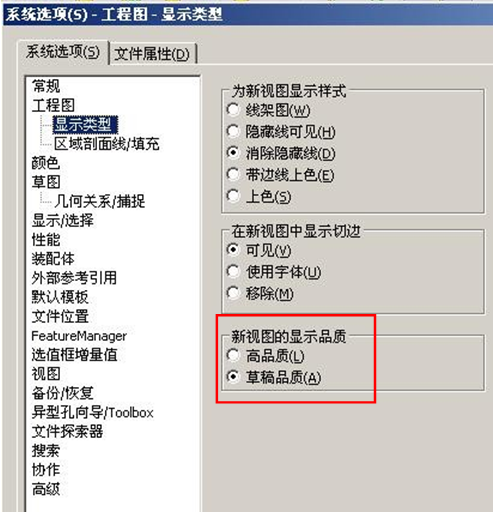 系统选项(S) - 工程图 - 显示类型
系统选项(S) 文件属性(D)
常规
工程图
显示类型
区域剖面线/填充
颜色
草图
几何关系/捕捉
显示/选择
性能
装配体
外部参考引用
默认模板
文件位置
FeatureManager
选值框增量值
视图
备份/恢复
异型孔向导/Toolbox
文件探索器
搜索
协作
高级
为新视图显示样式
线架图(W)
隐藏线可见(H)
消除隐藏线(D)
带边线上色(E)
上色(S)
在新视图中显示切边
可见(V)
使用字体(U)
移除(M)
新视图的显示品质
高品质(L)
草稿品质(A)